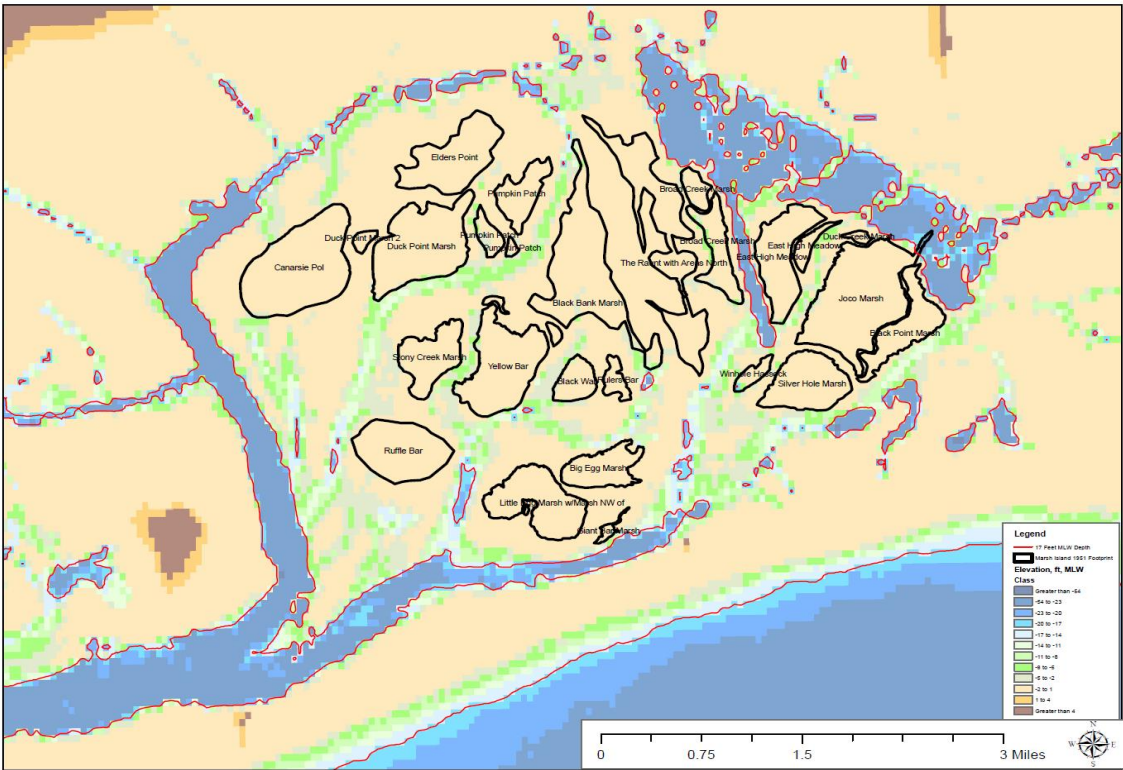 Elders Point
Pumpkin Patch
Broad Creek Marsh
Duck Point Marsh 2
Duck Point Marsh
Pumpkin Patch
Pumpkin Patch
Broad Creek Marsh
East High Meadow
East High Meadow
Duck Creek Marsh
Canarsie Pol
The Raunt with Areas North
Black Bank Marsh
Joco Marsh
Black Point Marsh
Stony Creek Marsh
Yellow Bar
Black Wall
Rulers Bar
Winhole Hassock
Silver Hole Marsh
Ruffle Bar
Big Egg Marsh
Little Egg Marsh w/Marsh NW of
Giant Bar Marsh
Legend
17 Feet MLW Depth
Marsh Island 1951 Footprint
Elevation, ft, MLW
Class
Greater than -54
-54 to -23
-23 to -20
-20 to -17
-17 to -14
-14 to -11
-11 to -8
-5 to -2
-2 to 1
1 to 4
Greater than 4
N
W E
S
0 0.75 1.5 3 Miles